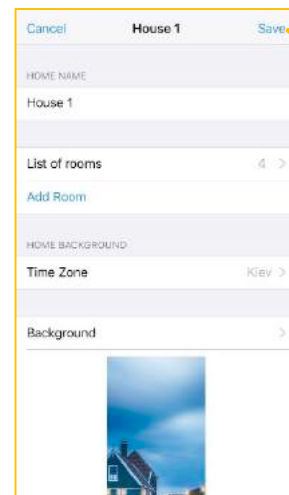 Cancel House 1 Save
HOME NAME
House 1
List of rooms 4 >
Add Room
HOME BACKGROUND
Time Zone Kiev >
Background >